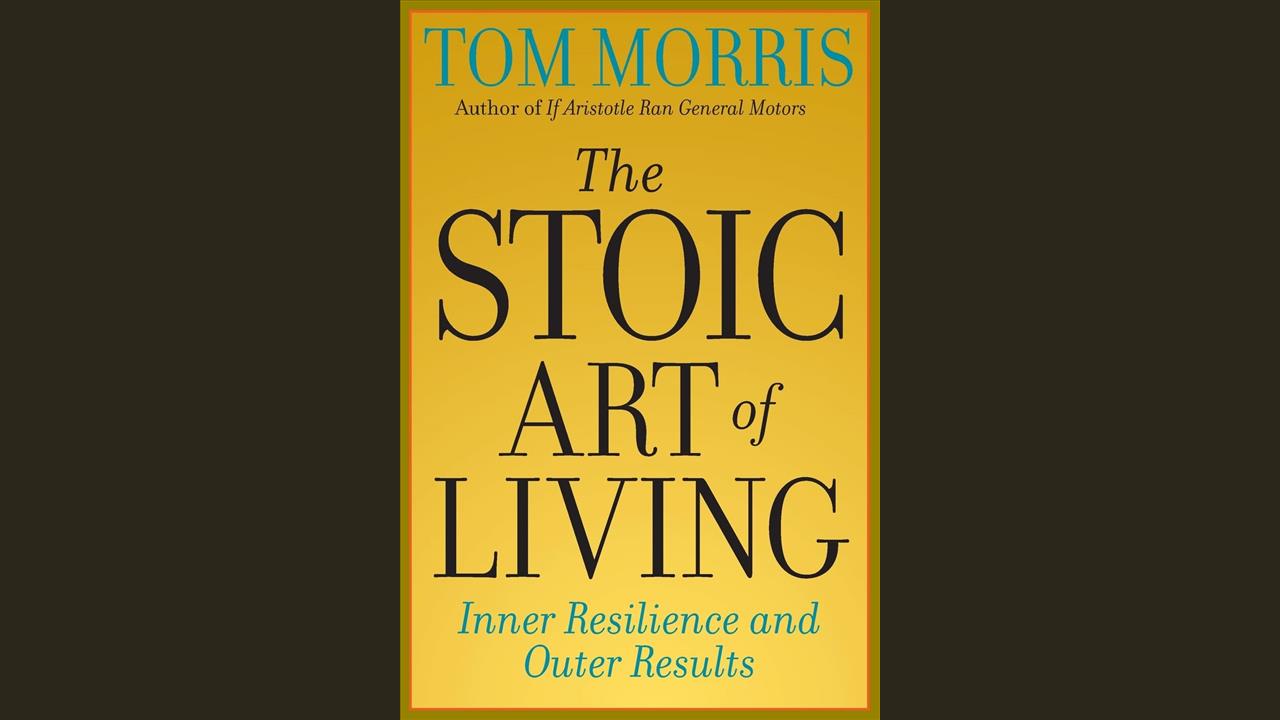 TOM MORRIS
Author of If Aristotle Ran General Motors
The
STOIC
ART of
LIVING
Inner Resilience and
Outer Results